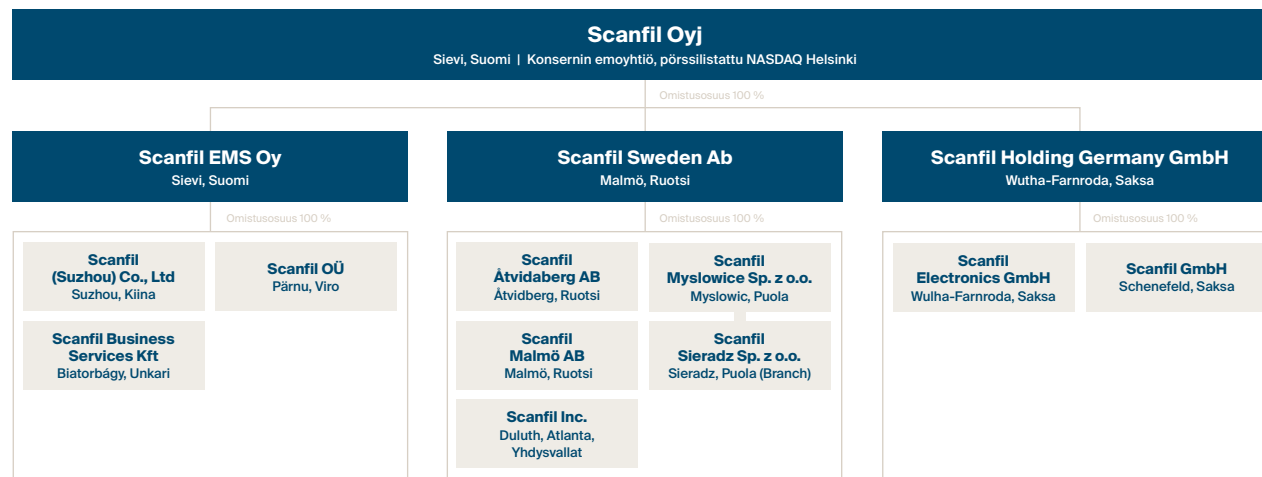 Scanfil Oyj
Sievi, Suomi | Konsernin emoyhtiö, pörssilistattu NASDAQ Helsinki
Omistusosuus 100 %
Scanfil EMS Oy
Sievi, Suomi
Omistusosuus 100 %
Scanfil
(Suzhou) Co., Ltd
Suzhou, Kiina
Scanfil OÜ
Pärnu, Viro
Scanfil Business
Services Kft
Biatorbágy, Unkari
Scanfil Sweden Ab
Malmö, Ruotsi
Omistusosuus 100 %
Scanfil
Åtvidaberg AB
Åtvidberg, Ruotsi
Scanfil
Myslowice Sp. z o.o.
Myslowic, Puola
Scanfil
Malmö AB
Malmö, Ruotsi
Scanfil
Sieradz Sp. z o.o.
Sieradz, Puola (Branch)
Scanfil Inc.
Duluth, Atlanta,
Yhdysvallat
Scanfil Holding Germany GmbH
Wutha-Farnroda, Saksa
Omistusosuus 100 %
Scanfil
Electronics GmbH
Wulha-Farnroda, Saksa
Scanfil GmbH
Schenefeld, Saksa